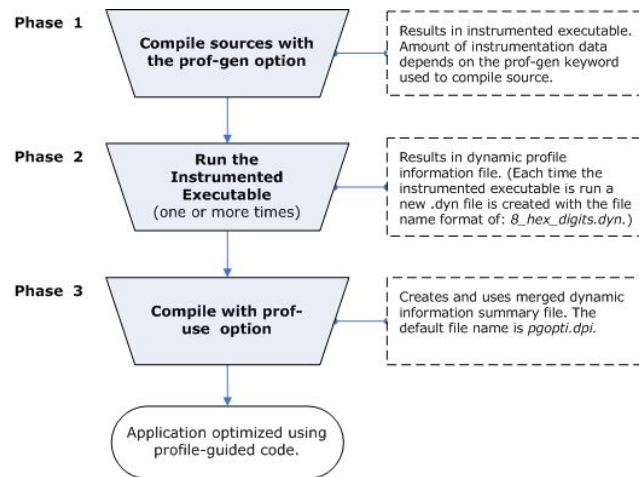 Phase 1
Compile sources with
the prof-gen option
Results in instrumented executable.
Amount of instrumentation data
depends on the prof-gen keyword
used to compile source.
Phase 2
Run the
Instrumented
Executable
(one or more times)
Results in dynamic profile
information file. (Each time the
instrumented executable is run a
new .dyn file is created with the file
name format of: 8_hex_digits.dyn.)
Phase 3
Compile with prof-
use option
Creates and uses merged dynamic
information summary file. The
default file name is pgopti.dpi.
Application optimized using
profile-guided code.